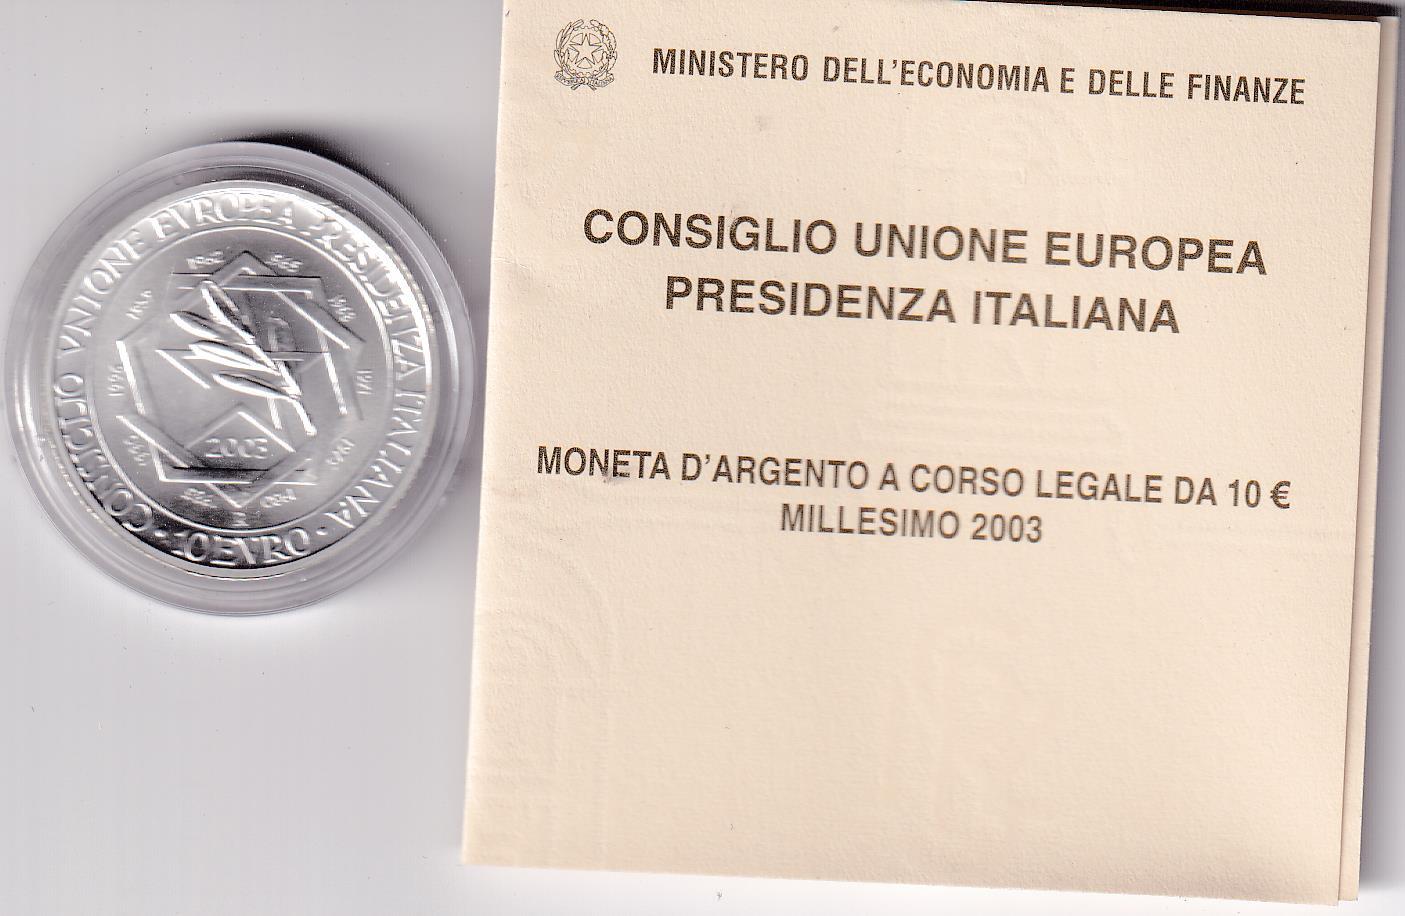 MINISTERO DELL'ECONOMIA E DELLE FINANZE
CONSIGLIO UNIONE EUROPEA
PRESIDENZA ITALIANA
MONETA D'ARGENTO A CORSO LEGALE DA 10 €
MILLESIMO 2003
CONSIGLIO VNIONE EVROPEA PRESIDENZA ITALIANA
· 10 EVRO ·
2003
1996